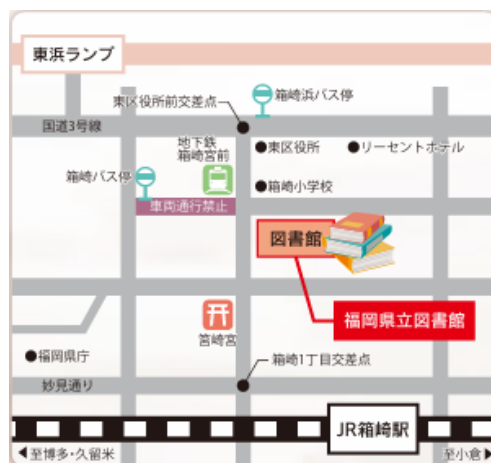 東浜ランプ
東区役所前交差点
箱崎浜バス停
国道3号線
地下鉄
箱崎宮前
●東区役所
●リーセントホテル
箱崎バス停
●箱崎小学校
車両通行禁止
図書館
福岡県立図書館
筥崎宮
●福岡県庁
箱崎1丁目交差点
妙見通り
JR箱崎駅
◀至博多・久留米
至小倉▶